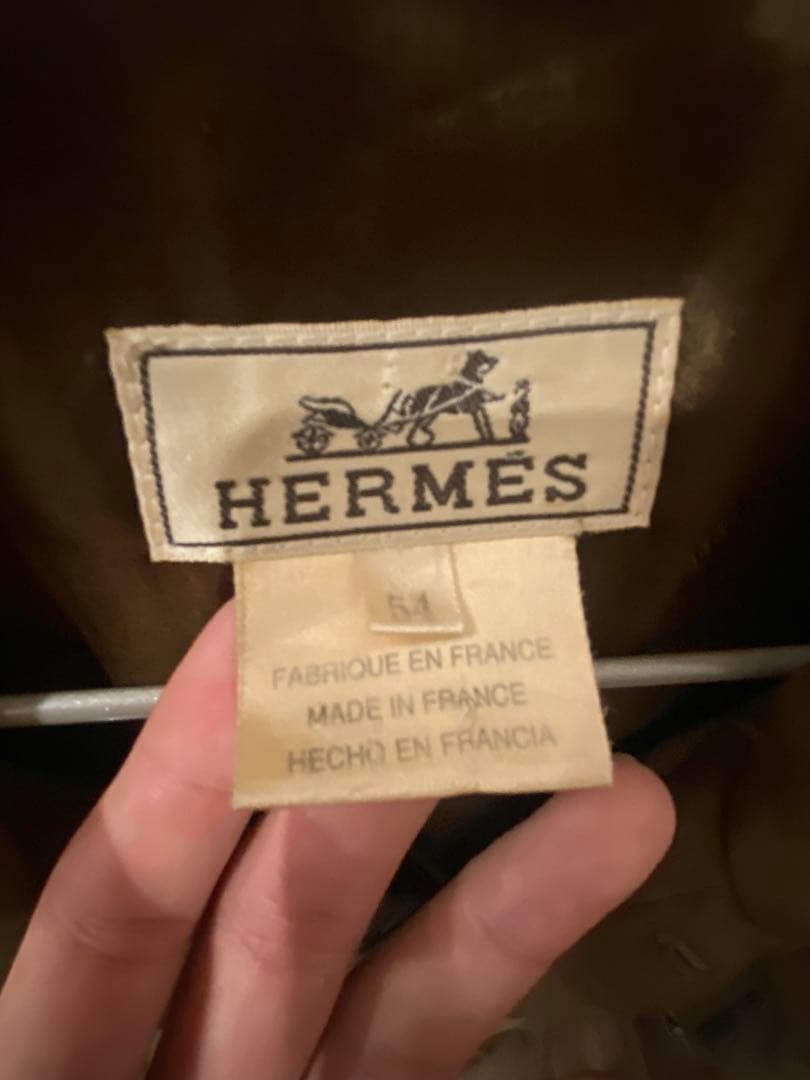 HERMÈS
54
FABRIQUE EN FRANCE
MADE IN FRANCE
HECHO EN FRANCIA